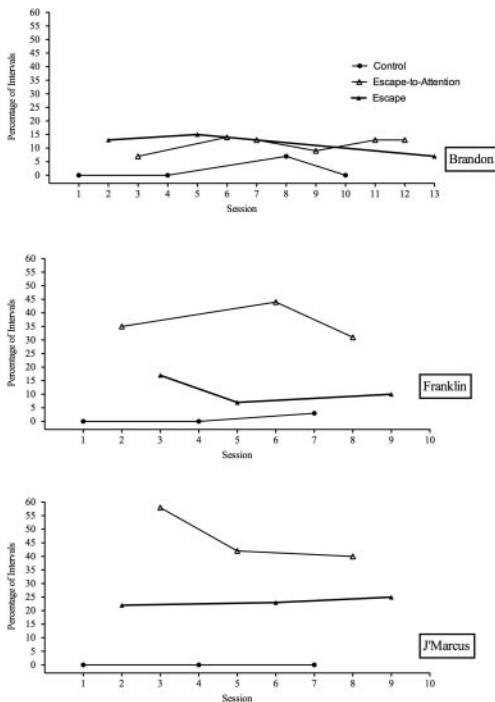 Percentage of Intervals
60
55
50
45
40
35
30
25
20
15
10
5
0
Control
Escape-to-Attention
Escape
Brandon
1 2 3 4 5 6 7 8 9 10 11 12 13
Session
Percentage of Intervals
60
55
50
45
40
35
30
25
20
15
10
5
0
Franklin
1 2 3 4 5 6 7 8 9 10
Session
Percentage of Intervals
60
55
50
45
40
35
30
25
20
15
10
5
0
J'Marcus
1 2 3 4 5 6 7 8 9 10
Session